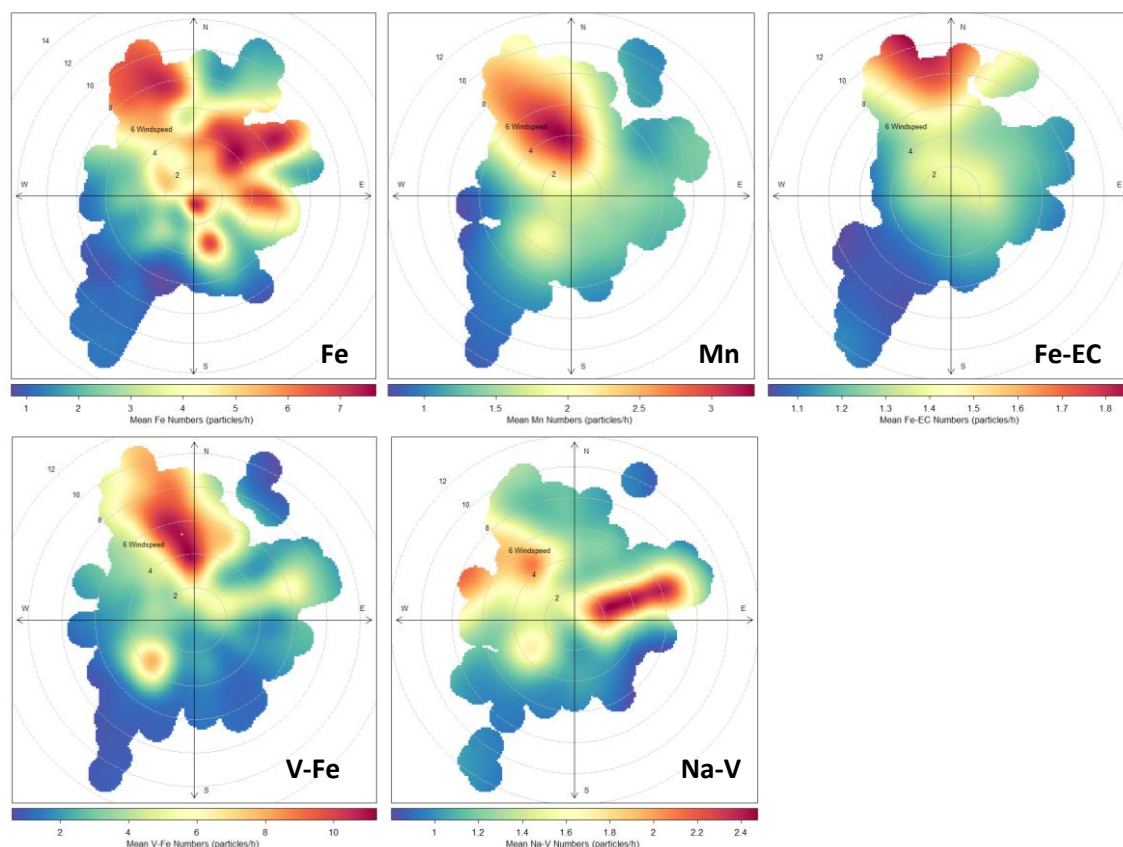 N
14
12
10
8
6 Windspeed
4
2
W
E
S
Fe
1 2 3 4 5 6 7
Mean Fe Numbers (particles/h)
N
12
10
8
6 Windspeed
4
2
W
E
S
Mn
1 1.5 2 2.5 3
Mean Mn Numbers (particles/h)
N
12
10
8
6 Windspeed
4
2
W
E
S
Fe-EC
1.1 1.2 1.3 1.4 1.5 1.6 1.7 1.8
Mean Fe-EC Numbers (particles/h)
N
12
10
8
6 Windspeed
4
2
W
E
S
V-Fe
2 4 6 8 10
Mean V-Fe Numbers (particles/h)
N
12
10
8
6 Windspeed
4
2
W
E
S
Na-V
1 1.2 1.4 1.6 1.8 2 2.2 2.4
Mean Na-V Numbers (particles/h)